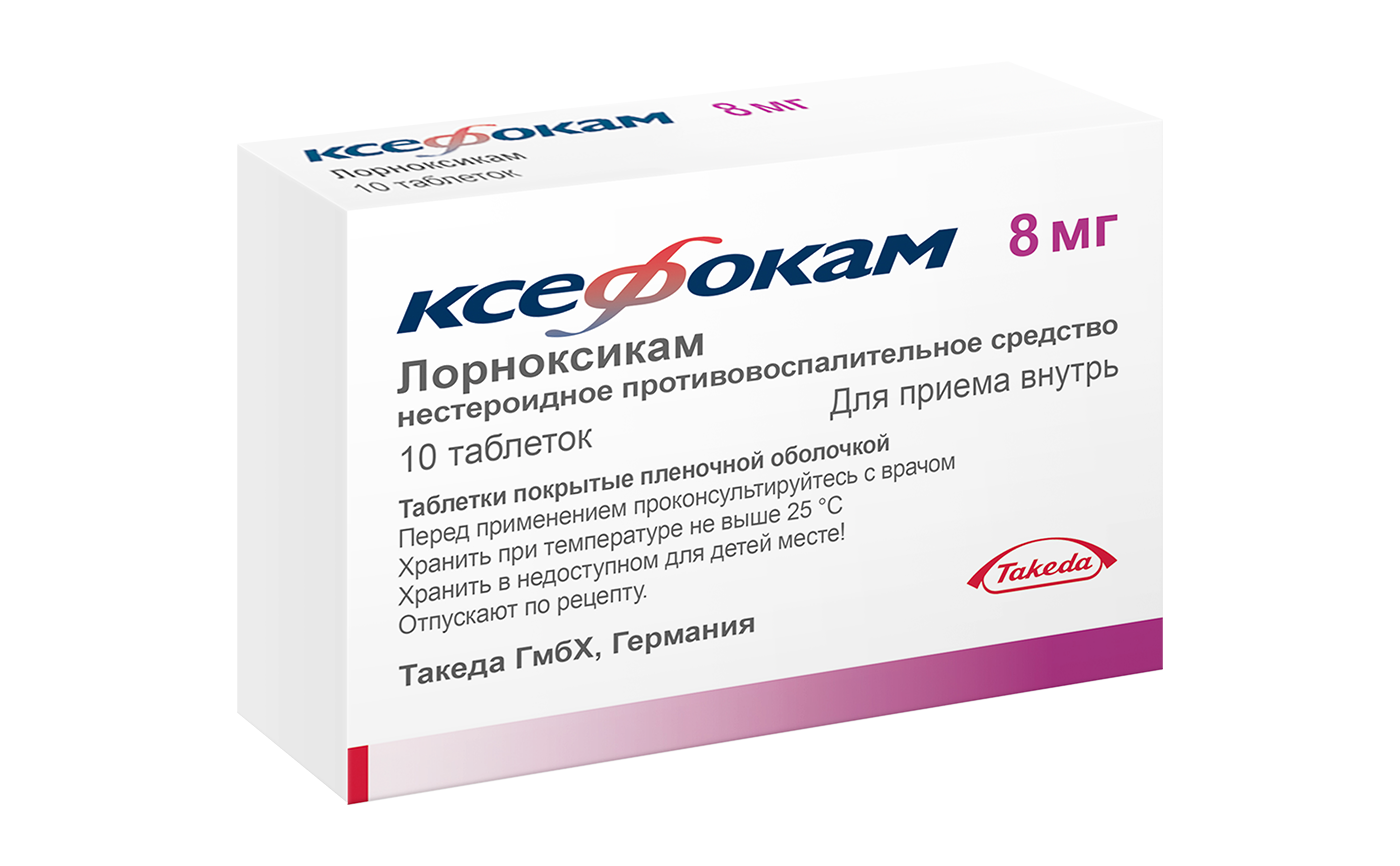 ксефокам 8 мг
Лорноксикам
10 таблеток
ксефокам 8 мг
Лорноксикам
нестероидное противовоспалительное средство
10 таблеток Для приема внутрь
Таблетки покрытые пленочной оболочкой
Перед применением проконсультируйтесь с врачом
Хранить при температуре не выше 25 °C
Хранить в недоступном для детей месте!
Отпускают по рецепту.
Takeda
Такеда ГмбХ, Германия